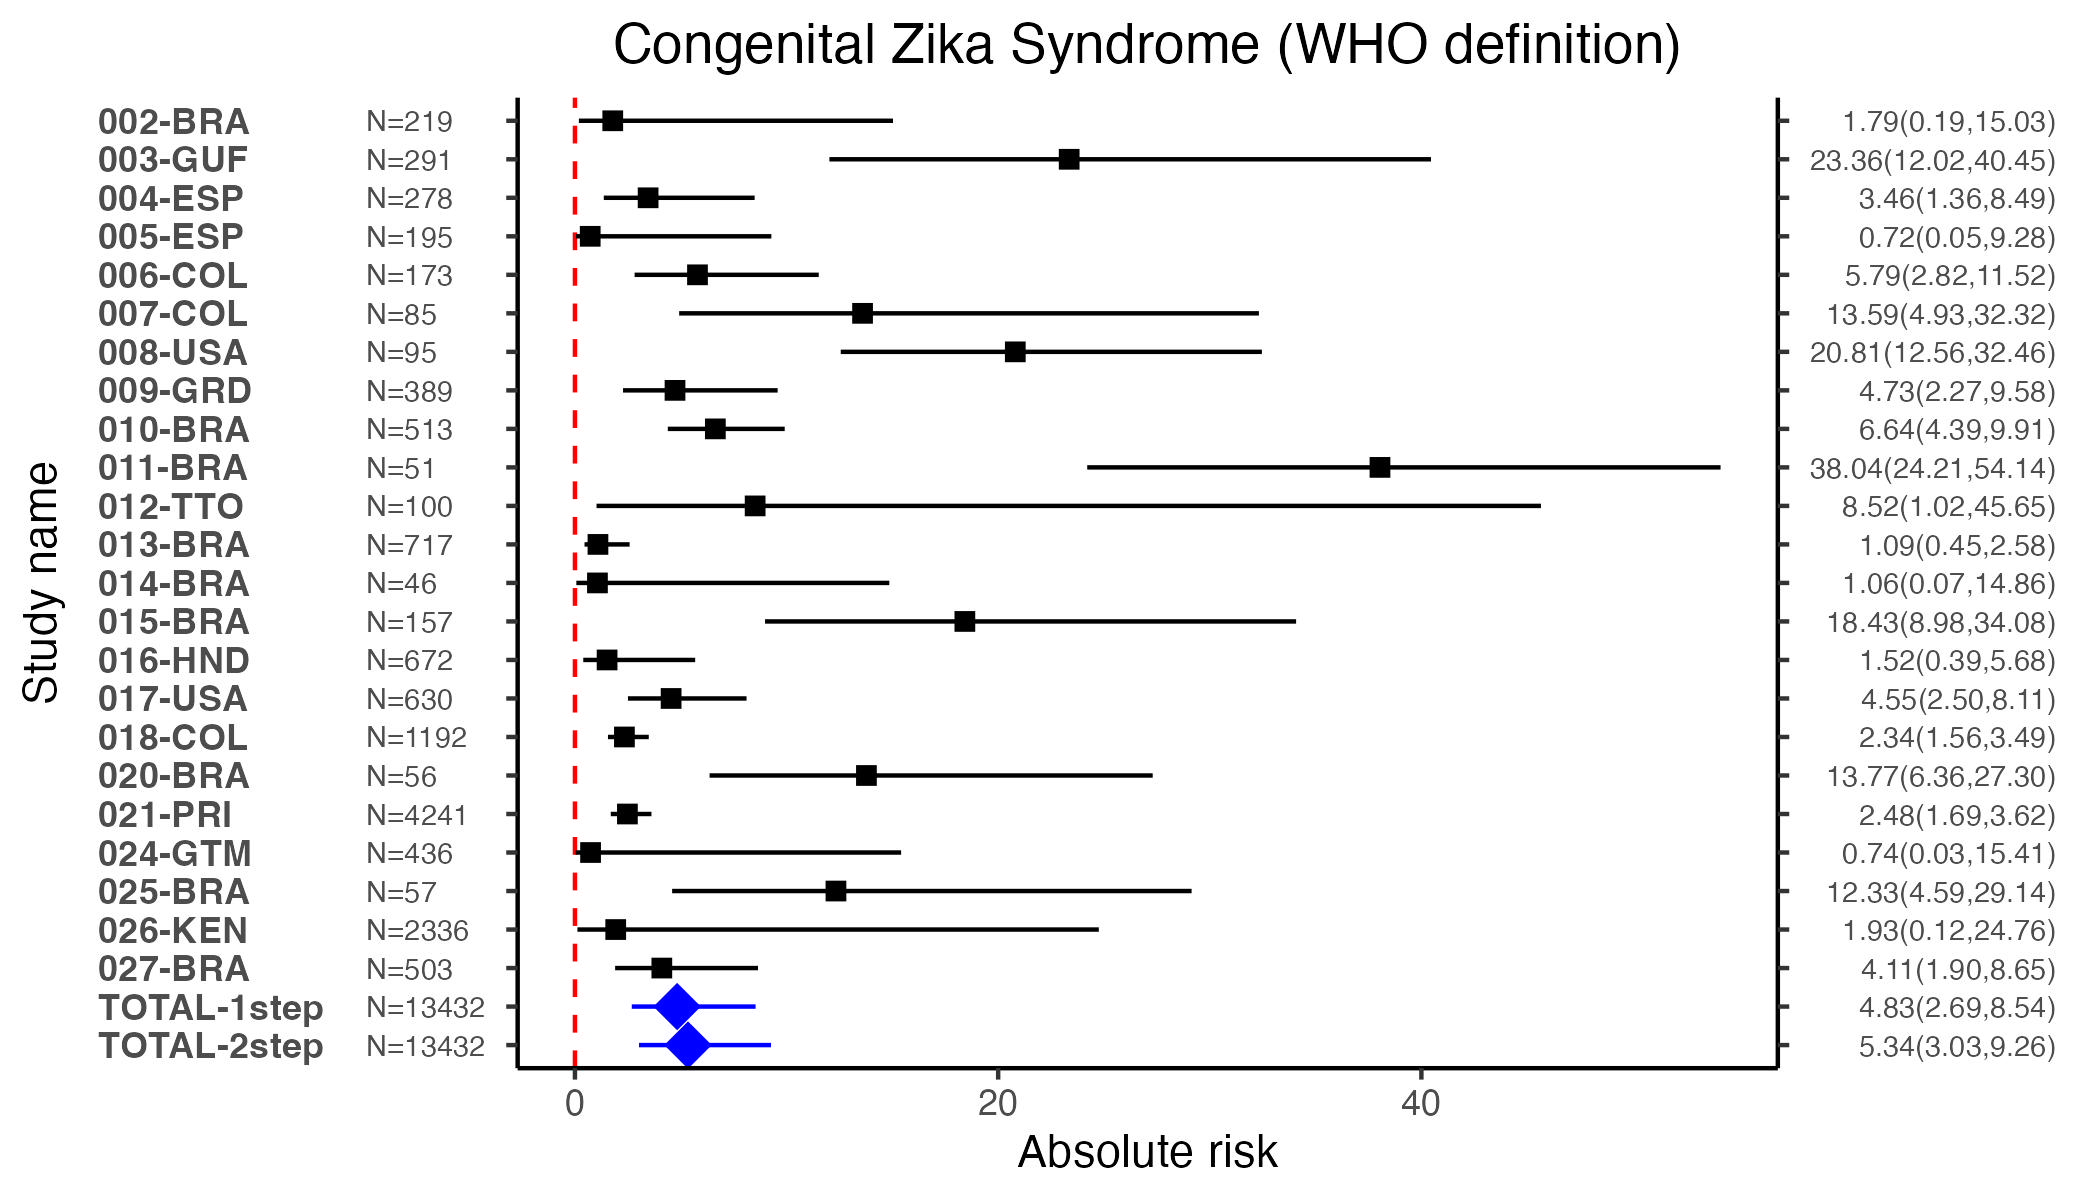 Congenital Zika Syndrome (WHO definition)
Study name
002-BRA N=219 1.79(0.19,15.03)
003-GUF N=291 23.36(12.02,40.45)
004-ESP N=278 3.46(1.36,8.49)
005-ESP N=195 0.72(0.05,9.28)
006-COL N=173 5.79(2.82,11.52)
007-COL N=85 13.59(4.93,32.32)
008-USA N=95 20.81(12.56,32.46)
009-GRD N=389 4.73(2.27,9.58)
010-BRA N=513 6.64(4.39,9.91)
011-BRA N=51 38.04(24.21,54.14)
012-TTO N=100 8.52(1.02,45.65)
013-BRA N=717 1.09(0.45,2.58)
014-BRA N=46 1.06(0.07,14.86)
015-BRA N=157 18.43(8.98,34.08)
016-HND N=672 1.52(0.39,5.68)
017-USA N=630 4.55(2.50,8.11)
018-COL N=1192 2.34(1.56,3.49)
020-BRA N=56 13.77(6.36,27.30)
021-PRI N=4241 2.48(1.69,3.62)
024-GTM N=436 0.74(0.03,15.41)
025-BRA N=57 12.33(4.59,29.14)
026-KEN N=2336 1.93(0.12,24.76)
027-BRA N=503 4.11(1.90,8.65)
TOTAL-1step N=13432 4.83(2.69,8.54)
TOTAL-2step N=13432 5.34(3.03,9.26)
0 20 40
Absolute risk